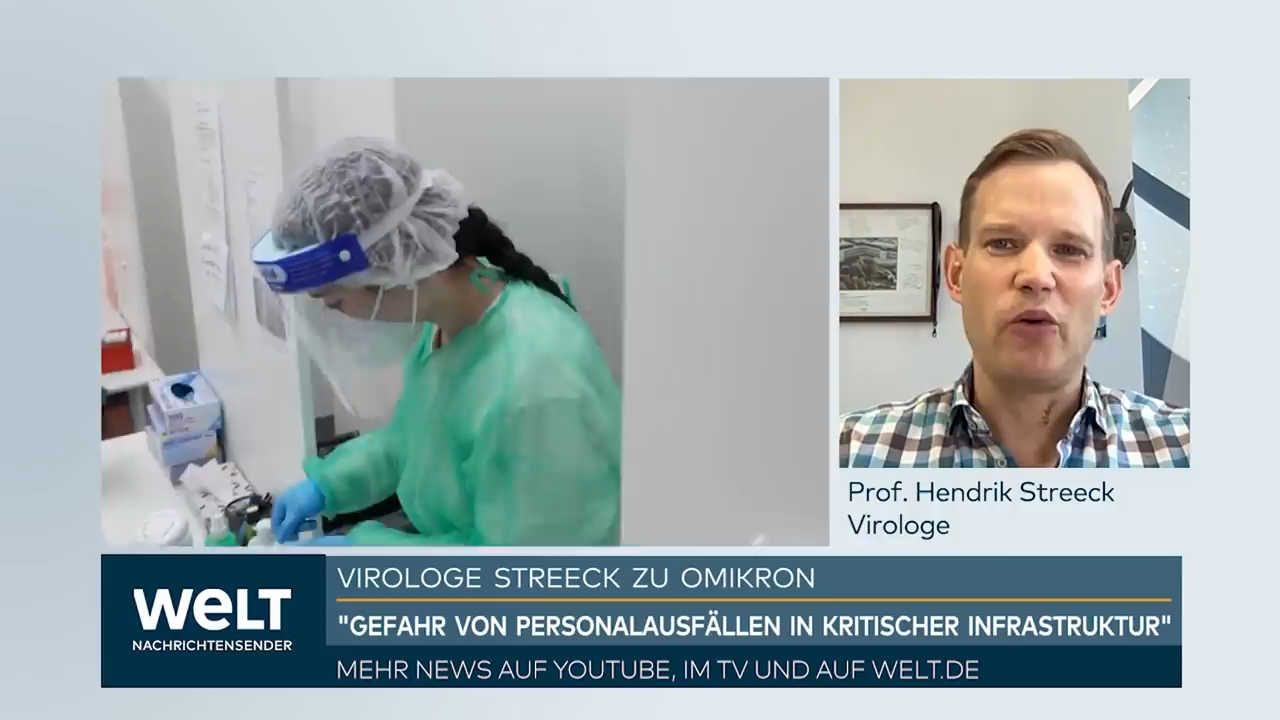 Prof. Hendrik Streeck
Virologe
WELT
NACHRICHTENSENDER
VIROLOGE STREECK ZU OMIKRON
"GEFAHR VON PERSONALAUSFÄLLEN IN KRITISCHER INFRASTRUKTUR"
MEHR NEWS AUF YOUTUBE, IM TV UND AUF WELT.DE